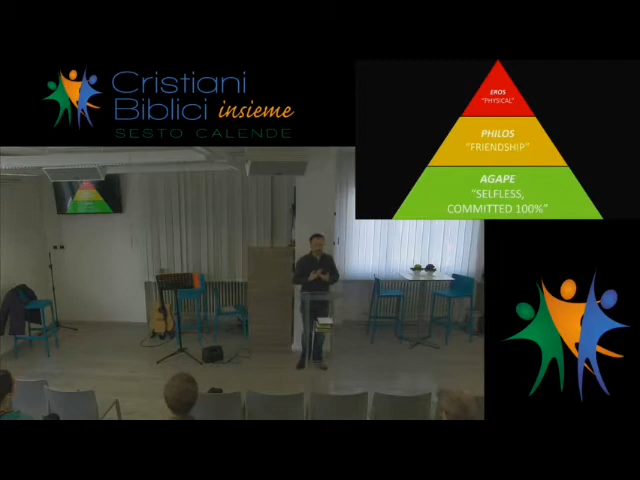 Cristiani
Biblici insieme
SESTO CALENDE
EROS
"PHYSICAL"
PHILOS
"FRIENDSHIP"
AGAPE
"SELFLESS,
COMMITTED 100%"